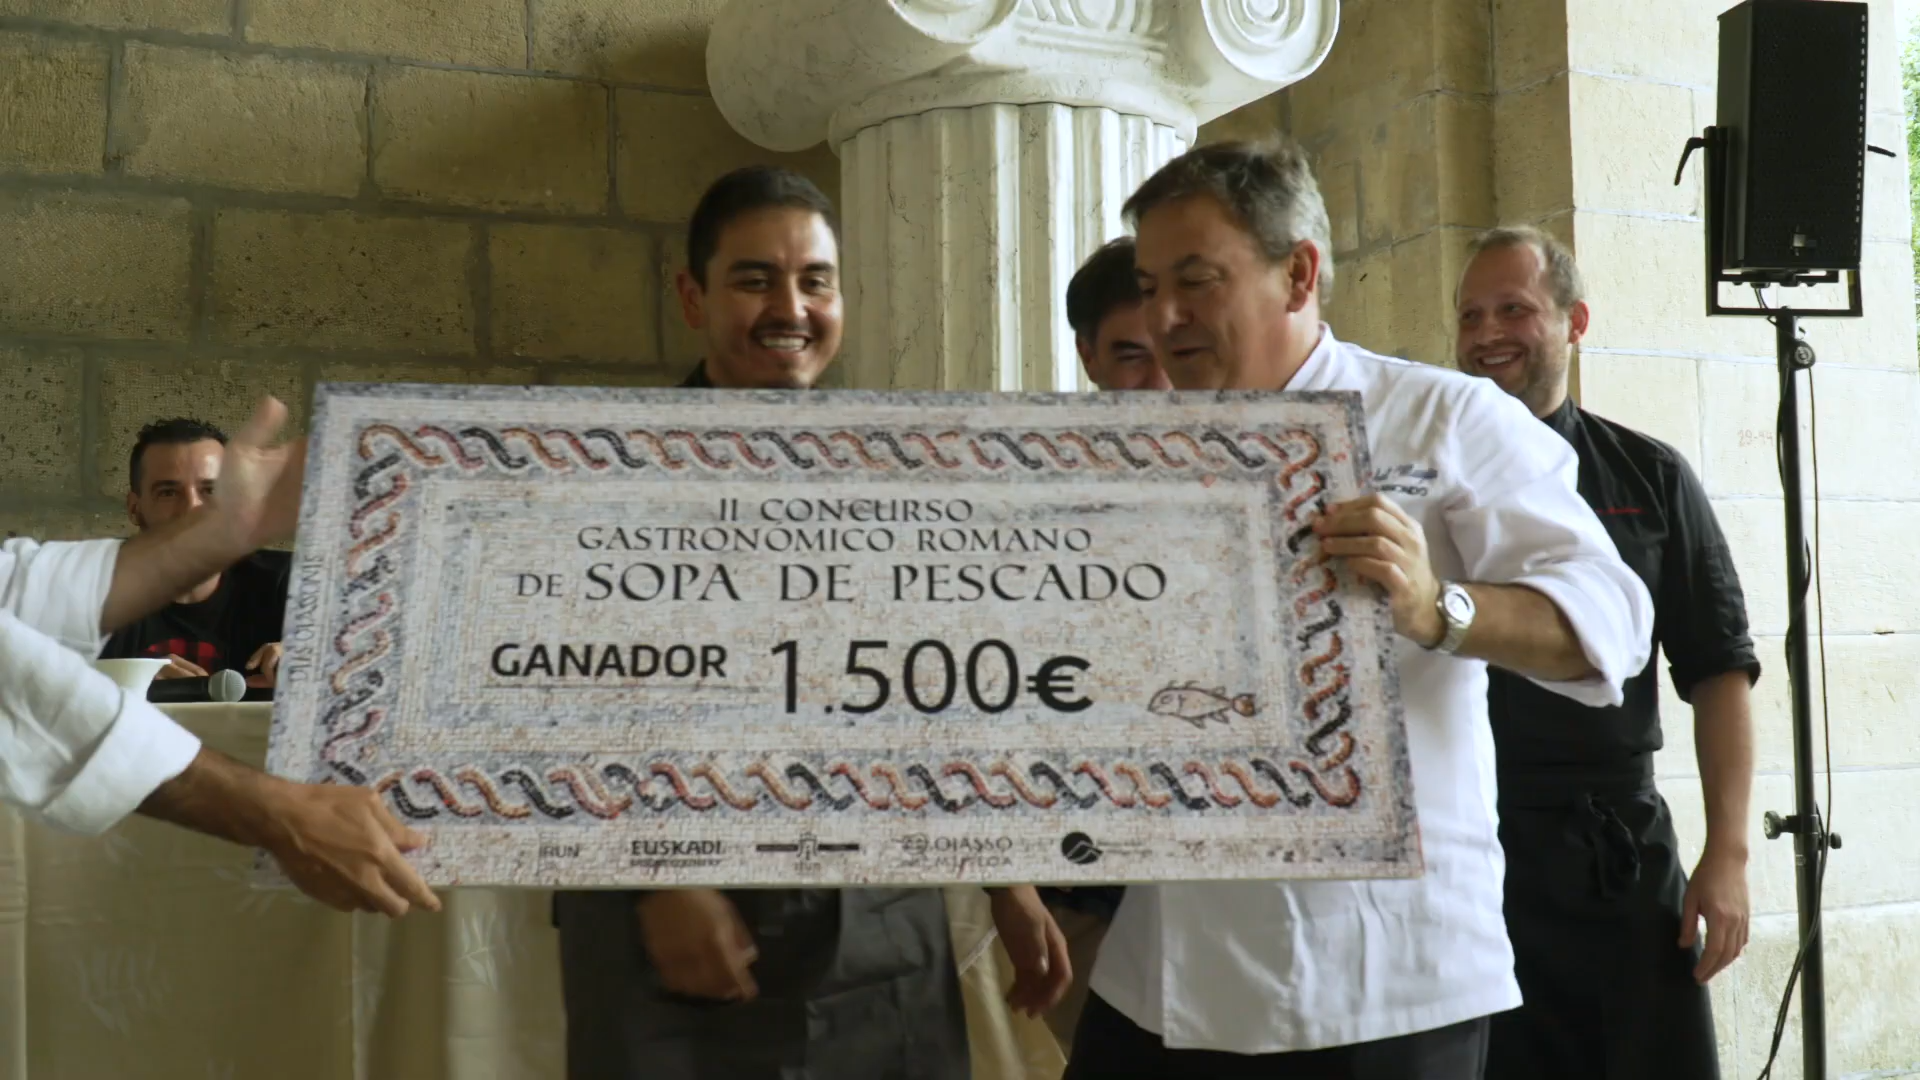 II CONCURSO
GASTRONÓMICO ROMANO
DE SOPA DE PESCADO
GANADOR 1.500€
IRUN
EUSKADI
OIASSO